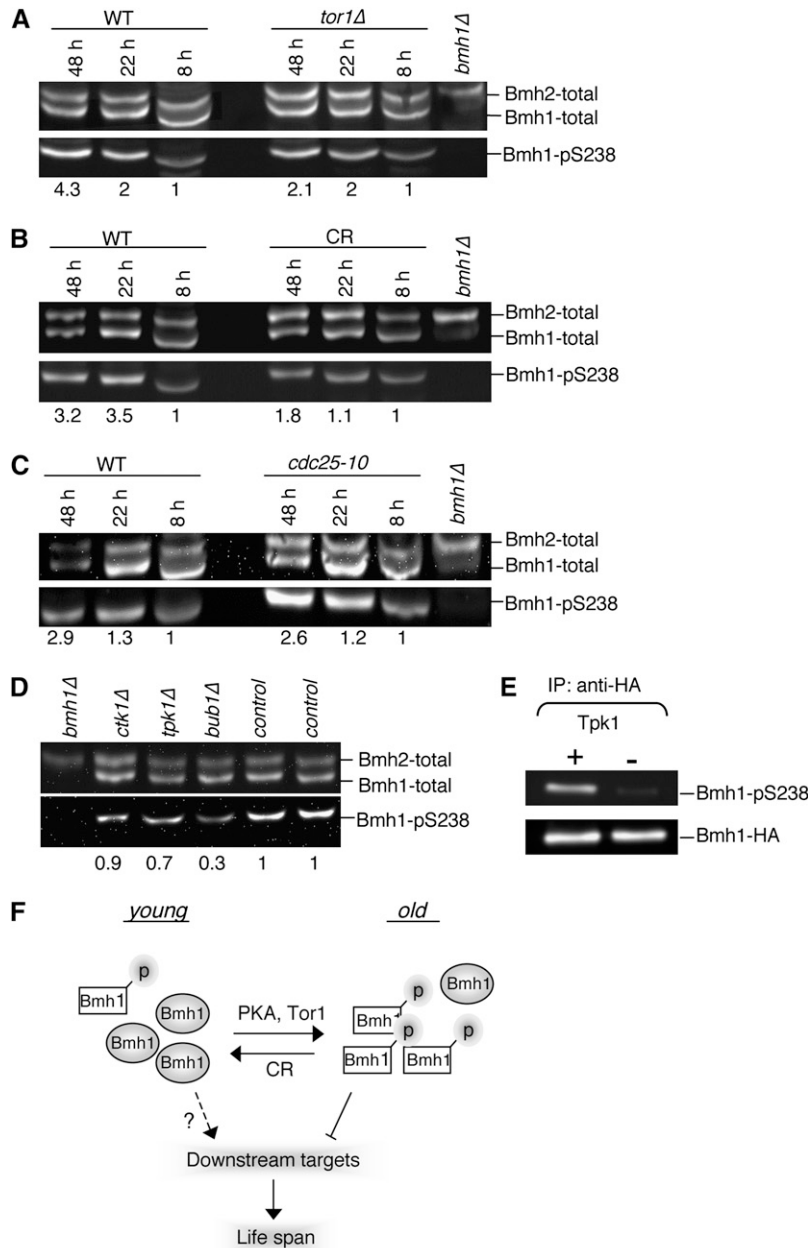 A
WT
tor1Δ
48 h
22 h
8 h
48 h
22 h
8 h
bmh1Δ
Bmh2-total
Bmh1-total
Bmh1-pS238
4.3 2 1 2.1 2 1
B
WT
CR
48 h
22 h
8 h
48 h
22 h
8 h
bmh1Δ
Bmh2-total
Bmh1-total
Bmh1-pS238
3.2 3.5 1 1.8 1.1 1
C
WT
cdc25-10
48 h
22 h
8 h
48 h
22 h
8 h
bmh1Δ
Bmh2-total
Bmh1-total
Bmh1-pS238
2.9 1.3 1 2.6 1.2 1
D
bmh1Δ
ctk1Δ
tpk1Δ
bub1Δ
control
control
Bmh2-total
Bmh1-total
Bmh1-pS238
0.9 0.7 0.3 1 1
E
IP: anti-HA
Tpk1
+ -
Bmh1-pS238
Bmh1-HA
F
young
old
p
Bmh1
Bmh1
Bmh1
Bmh1
PKA, Tor1
CR
p
Bmh1
Bmh1
p
Bmh1
p
Bmh1
?
Downstream targets
Life span